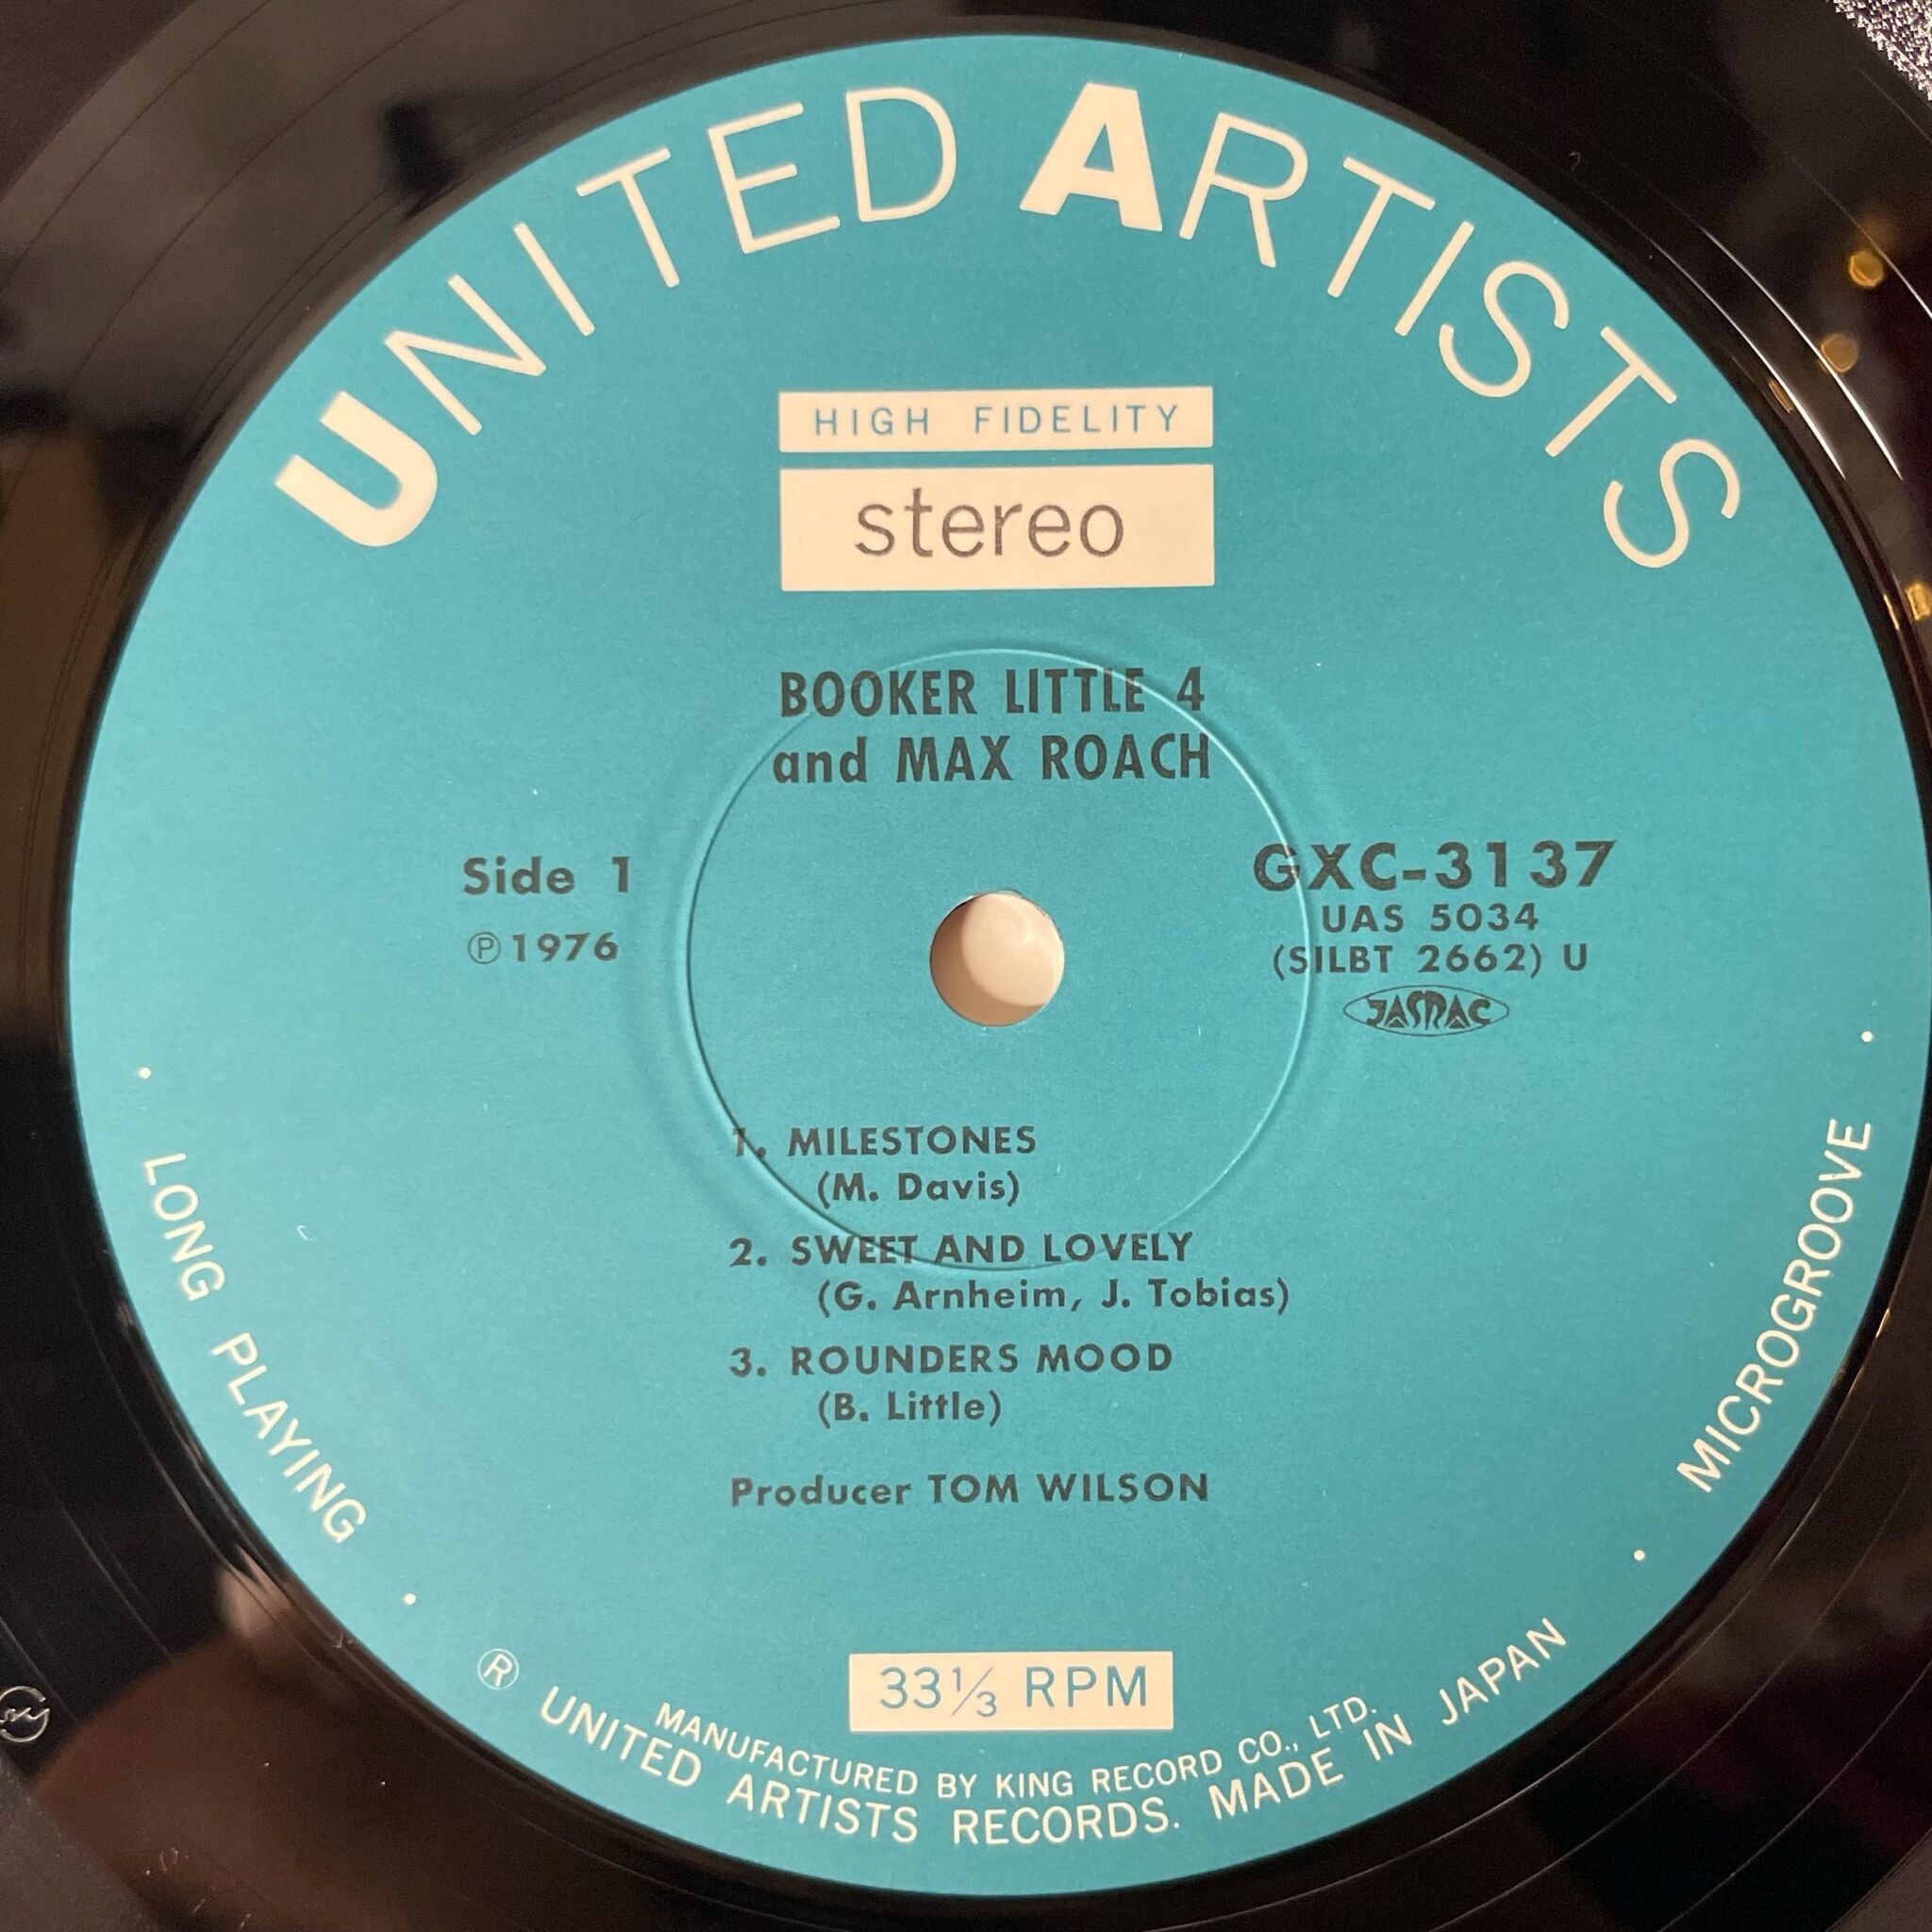 UNITED ARTISTS
HIGH FIDELITY
stereo
BOOKER LITTLE 4
and MAX ROACH
Side 1
Ⓟ1976
GXC-3137
UAS 5034
(SILBT 2662) U
JASRAC
1. MILESTONES
(M. Davis)
2. SWEET AND LOVELY
(G. Arnheim, J. Tobias)
3. ROUNDERS MOOD
(B. Little)
Producer TOM WILSON
· LONG PLAYING ·
· MICROGROOVE ·
33⅓ RPM
MANUFACTURED BY KING RECORD CO., LTD.
® UNITED ARTISTS RECORDS. MADE IN JAPAN